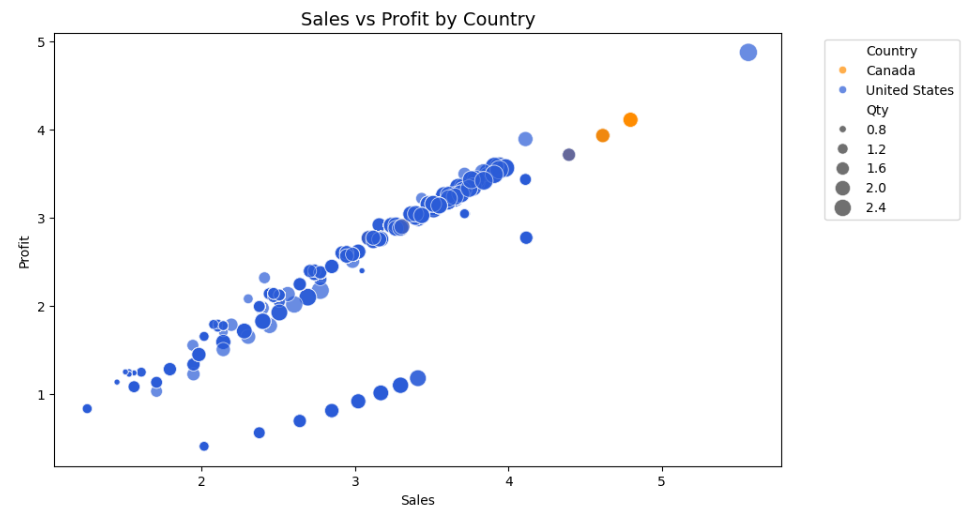 Sales vs Profit by Country
5
4
3
2
1
Profit
2 3 4 5
Sales
Country
Canada
United States
Qty
0.8
1.2
1.6
2.0
2.4